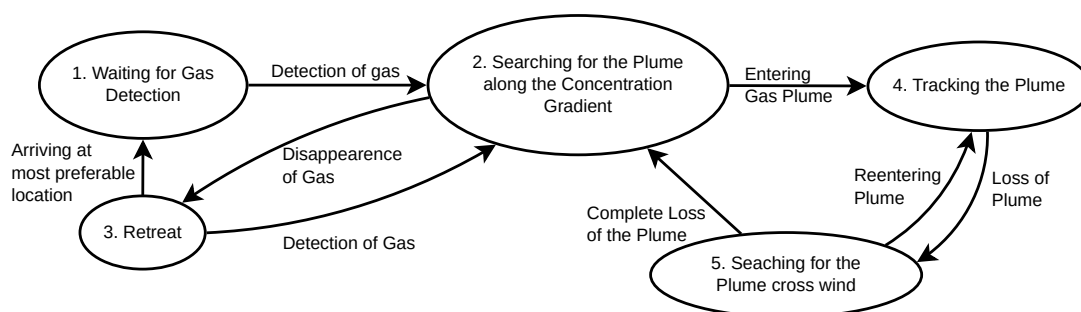 1. Waiting for Gas
Detection
Detection of gas
2. Searching for the Plume
along the Concentration
Gradient
Entering
Gas Plume
4. Tracking the Plume
Arriving at
most preferable
location
Disappearence
of Gas
3. Retreat
Detection of Gas
Complete Loss
of the Plume
Reentering
Plume
Loss of
Plume
5. Seaching for the
Plume cross wind